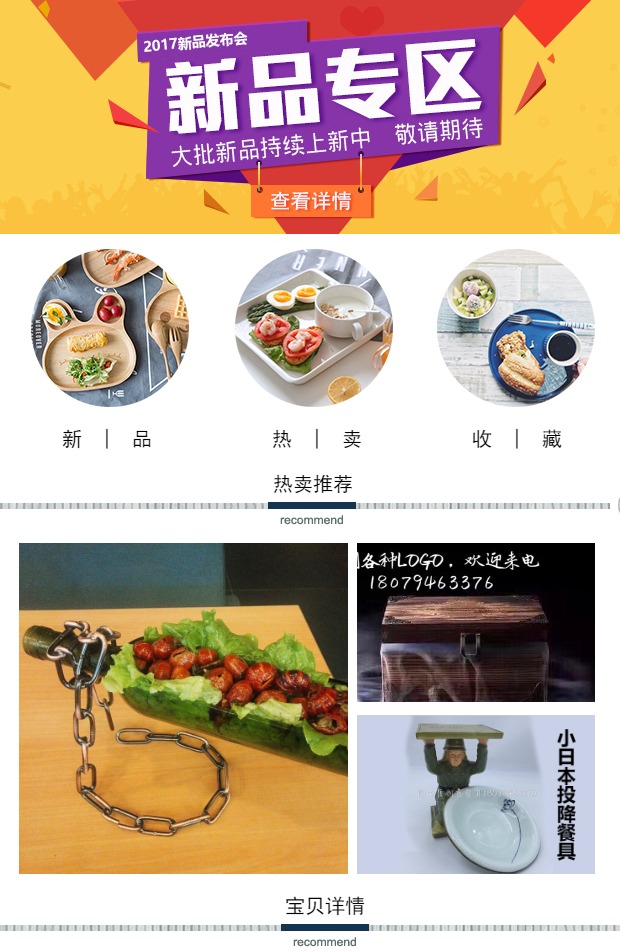 2017新品发布会
新品专区
大批新品持续上新中 敬请期待
查看详情
新 | 品
热 | 卖
收 | 藏
热卖推荐
recommend
各种LOGO，欢迎来电
18079463376
小日本投降餐具
宝贝详情
recommend